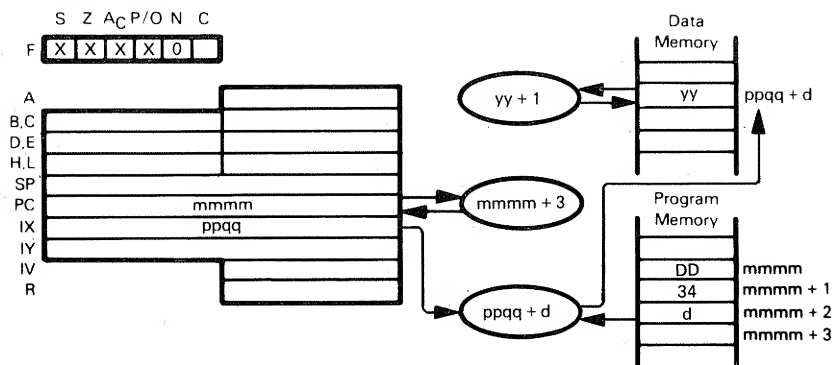 S Z AC P/O N C
F X X X X 0
A
B,C
D,E
H,L
SP
PC mmmm
IX ppqq
IY
IV
R
yy + 1
mmmm + 3
ppqq + d
Data
Memory
yy ppqq + d
Program
Memory
DD mmmm
34 mmmm + 1
d mmmm + 2
mmmm + 3